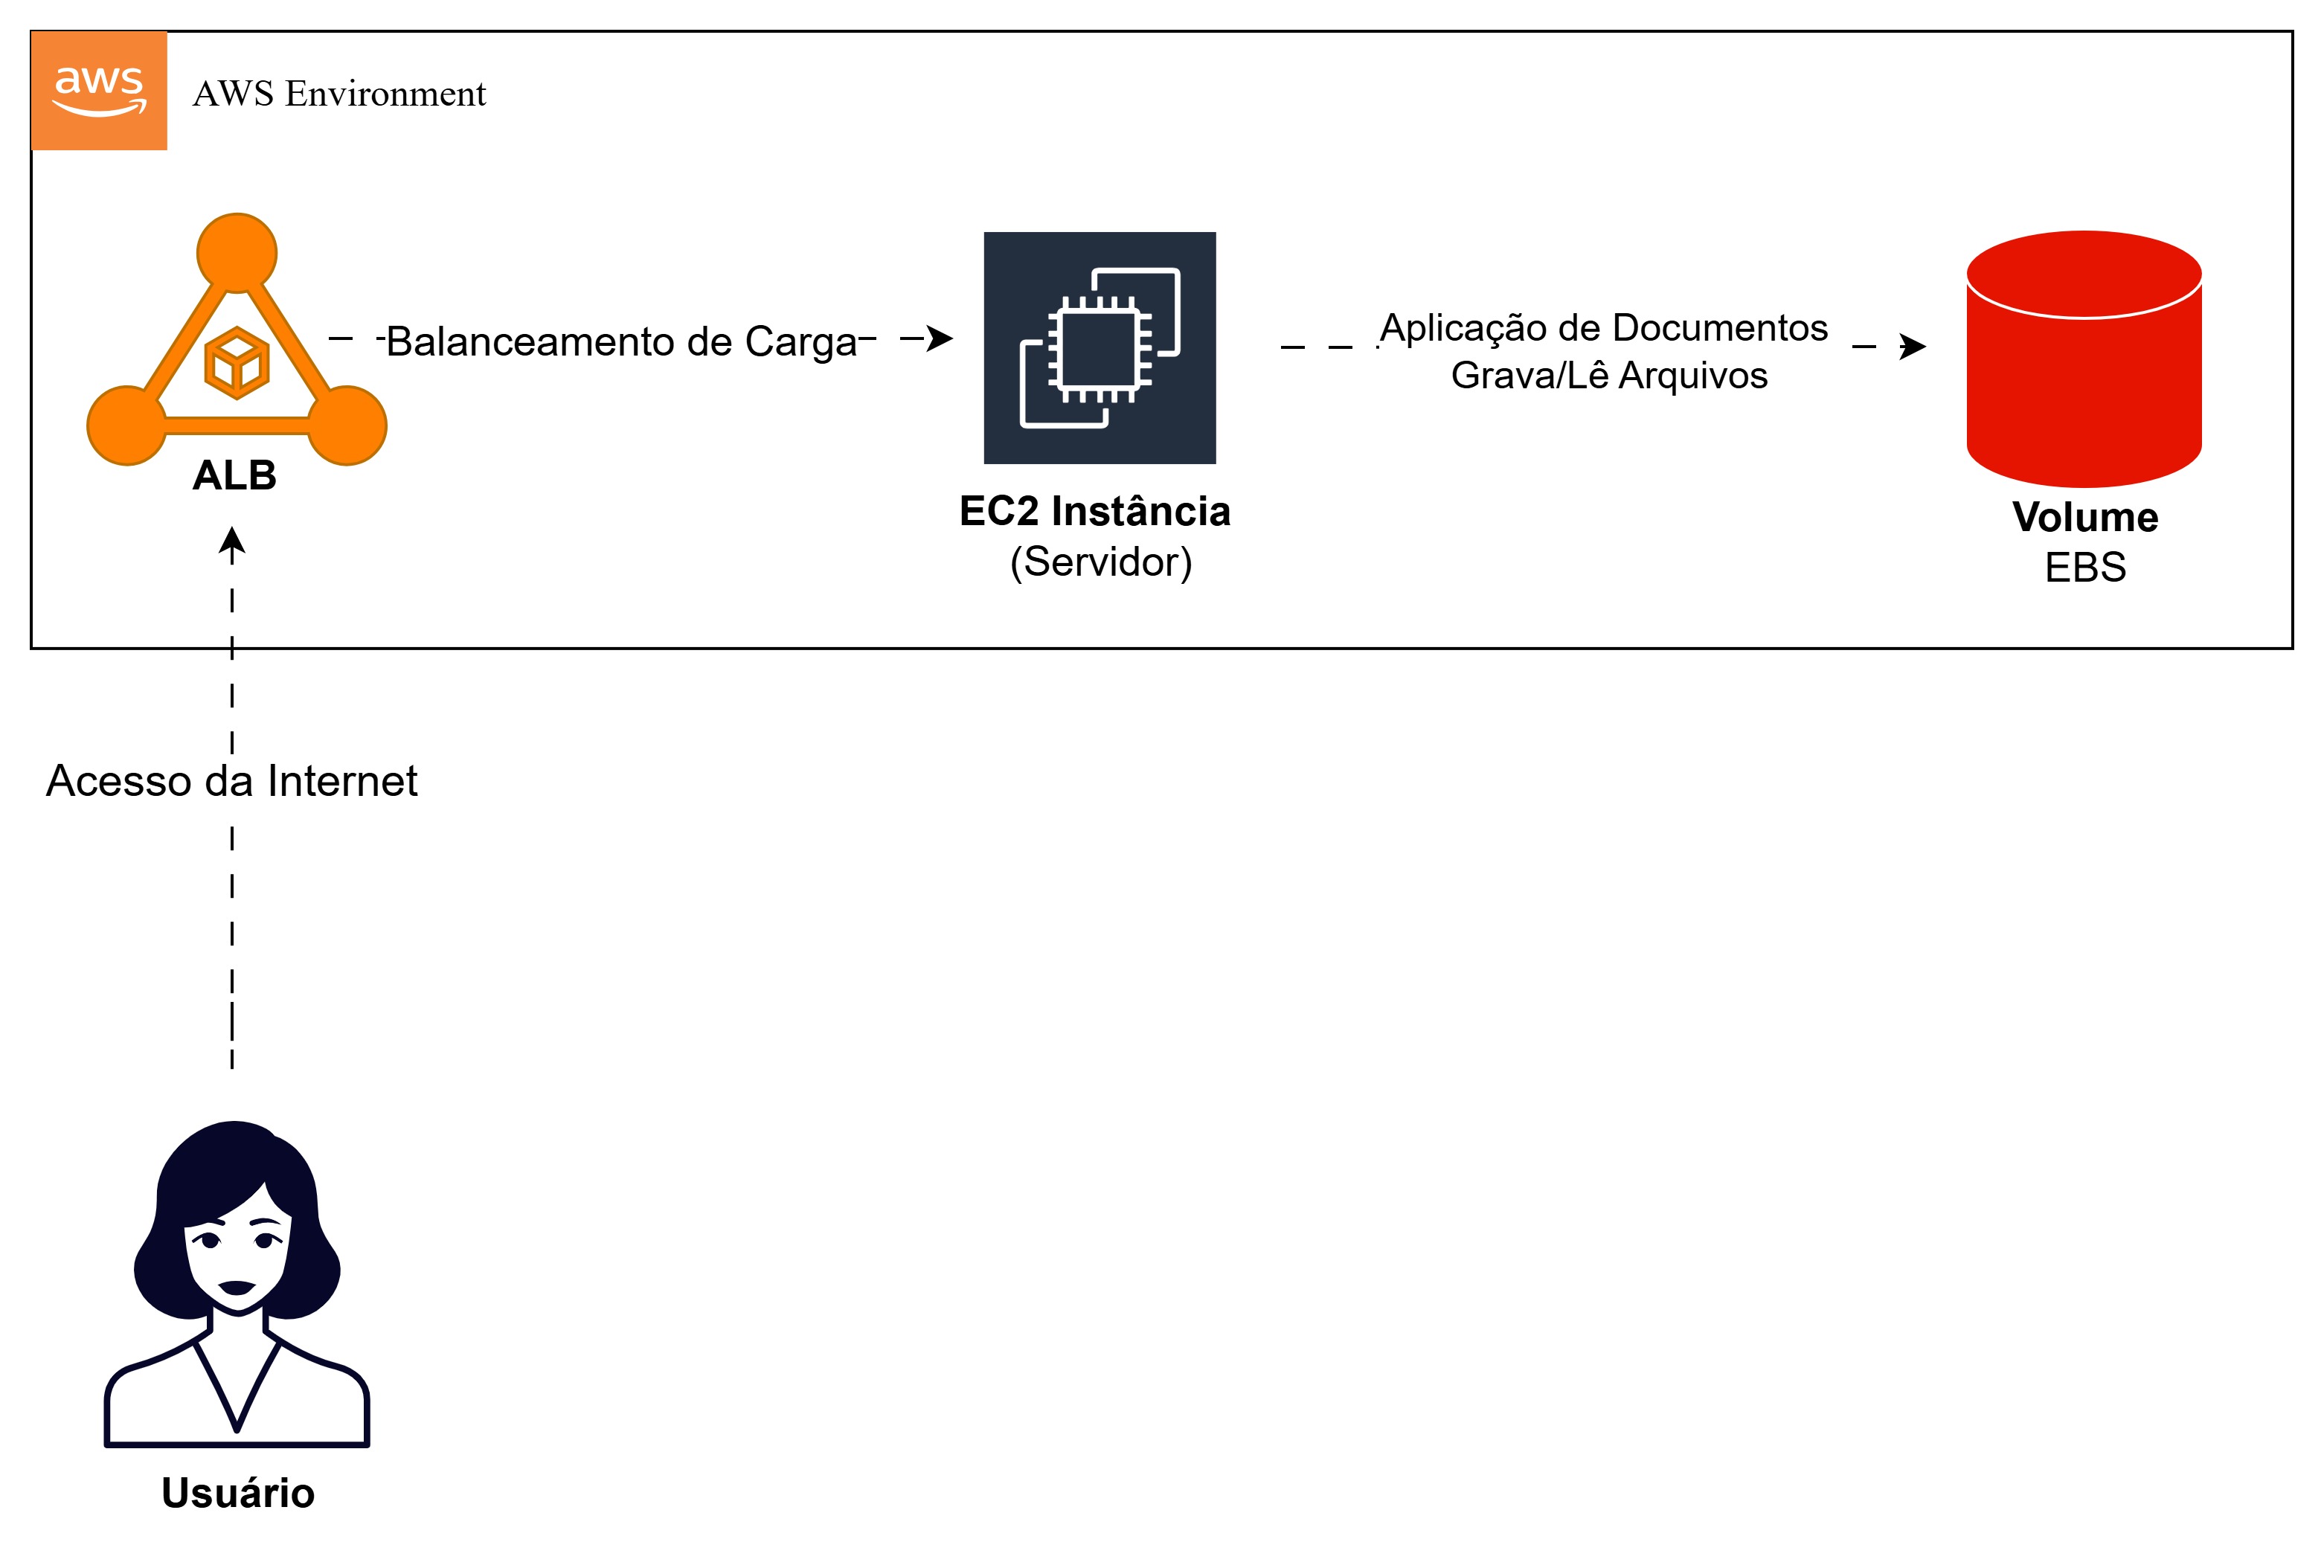 aws
AWS Environment
Balanceamento de Carga
Aplicação de Documentos
Grava/Lê Arquivos
ALB
EC2 Instância
(Servidor)
Volume
EBS
Acesso da Internet
Usuário